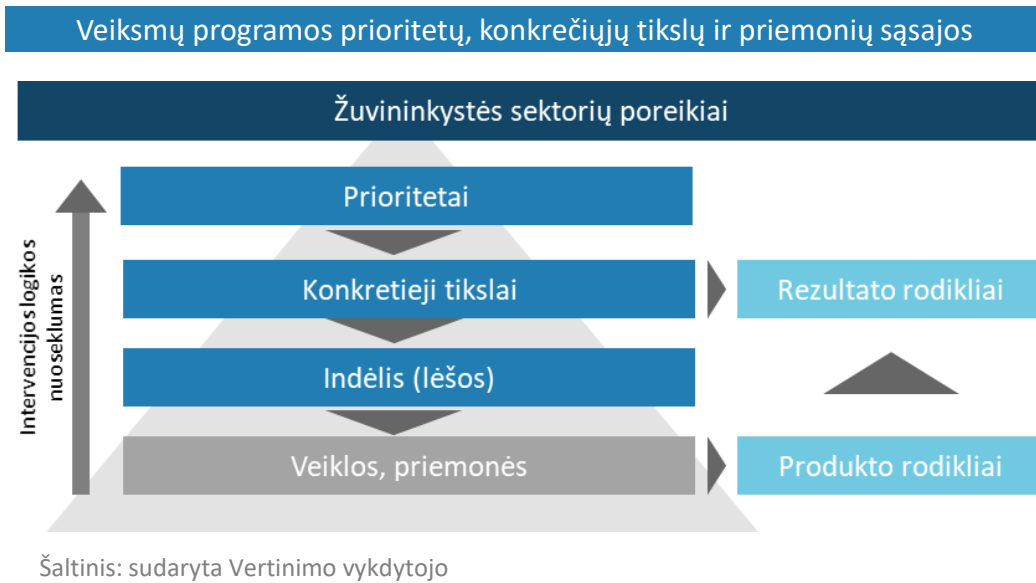 Veiksmų programos prioritetų, konkrečiųjų tikslų ir priemonių sąsajos
Žuvininkystės sektorių poreikiai
Intervencijos logikos
nuoseklumas
Prioritetai
Konkretieji tikslai
Rezultato rodikliai
Indėlis (lėšos)
Veiklos, priemonės
Produkto rodikliai
Šaltinis: sudaryta Vertinimo vykdytojo